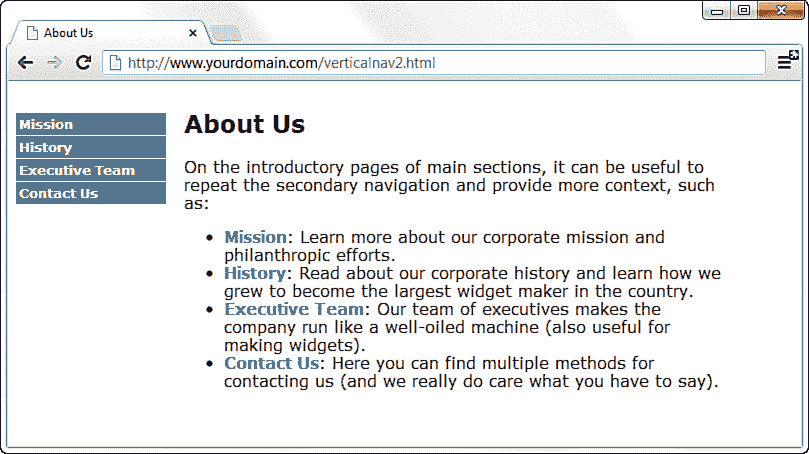 About Us
http://www.yourdomain.com/verticalnav2.html
Mission
History
Executive Team
Contact Us
About Us
On the introductory pages of main sections, it can be useful to
repeat the secondary navigation and provide more context, such
as:
• Mission: Learn more about our corporate mission and
philanthropic efforts.
• History: Read about our corporate history and learn how we
grew to become the largest widget maker in the country.
• Executive Team: Our team of executives makes the
company run like a well-oiled machine (also useful for
making widgets).
• Contact Us: Here you can find multiple methods for
contacting us (and we really do care what you have to say).